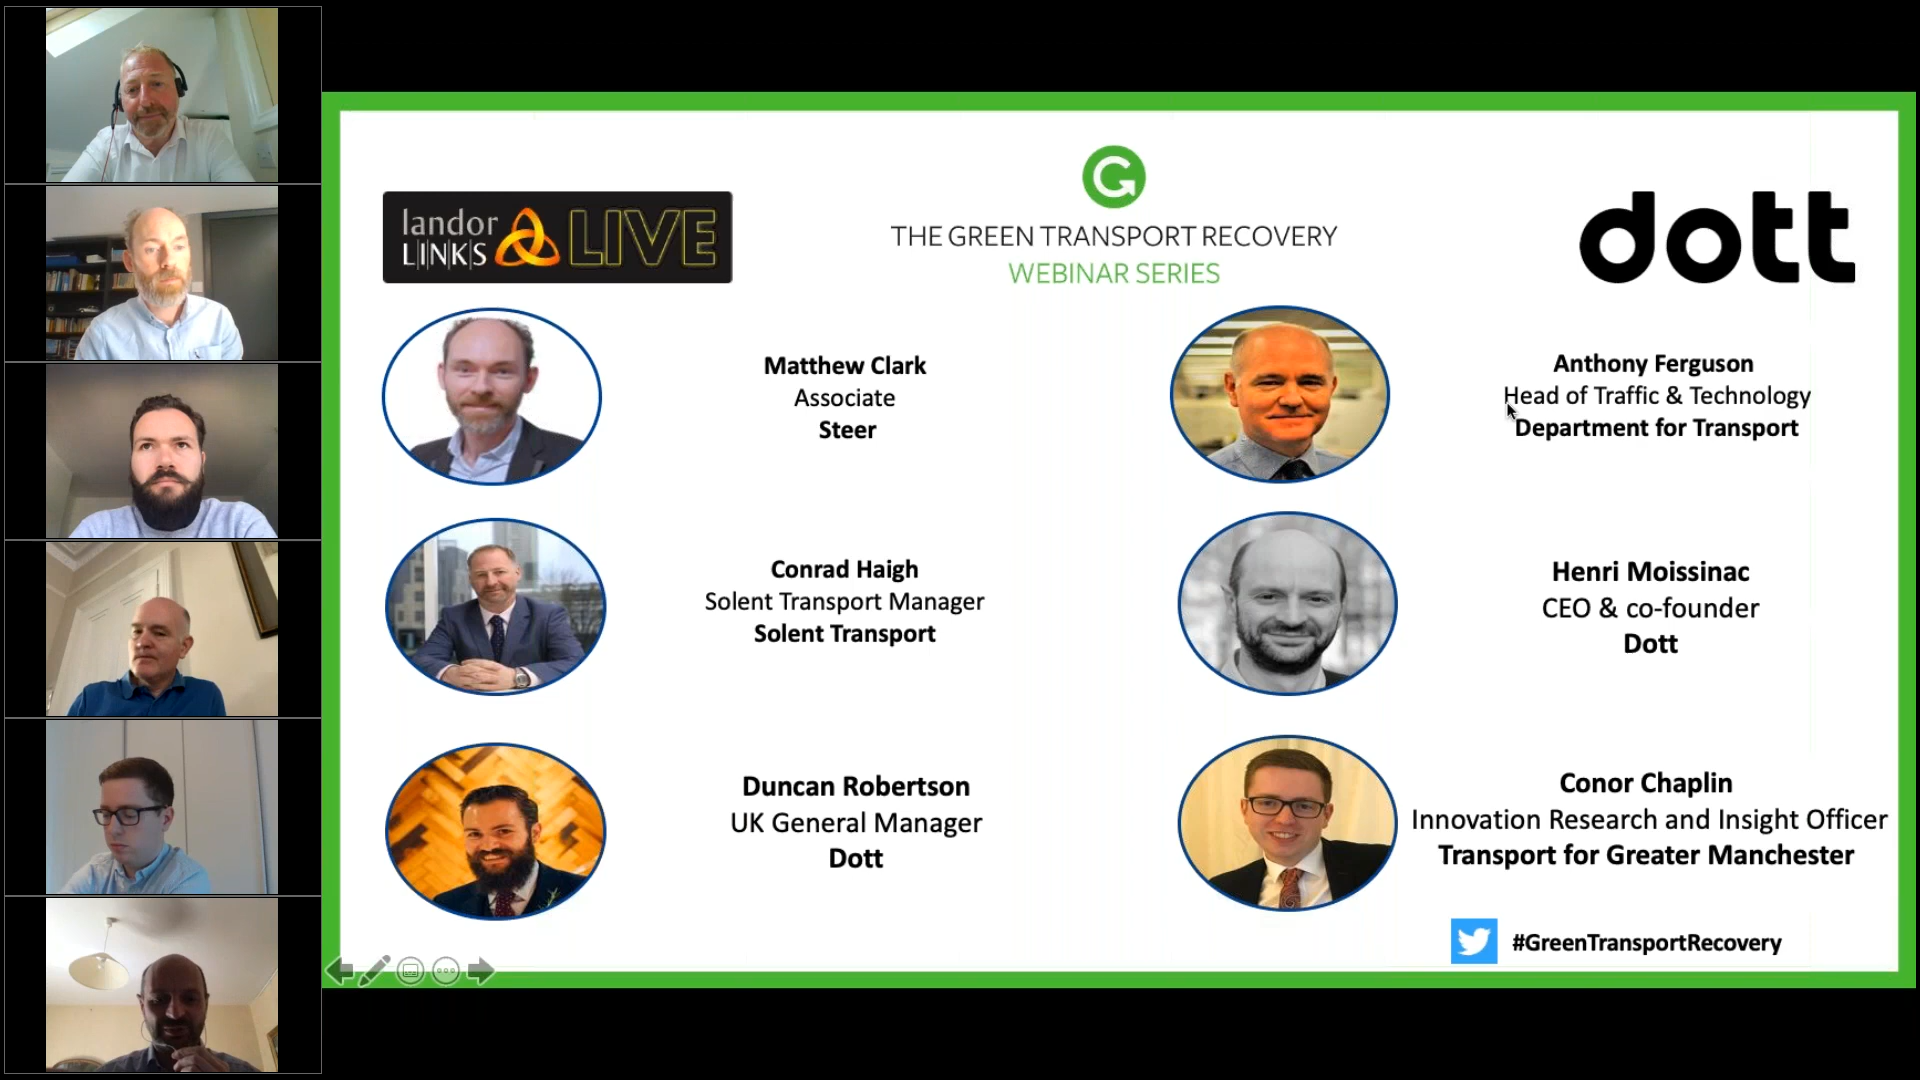 landor
LINKS
LIVE
THE GREEN TRANSPORT RECOVERY
WEBINAR SERIES
dott
Matthew Clark
Associate
Steer
Anthony Ferguson
Head of Traffic & Technology
Department for Transport
Conrad Haigh
Solent Transport Manager
Solent Transport
Henri Moissinac
CEO & co-founder
Dott
Duncan Robertson
UK General Manager
Dott
Conor Chaplin
Innovation Research and Insight Officer
Transport for Greater Manchester
#GreenTransportRecovery